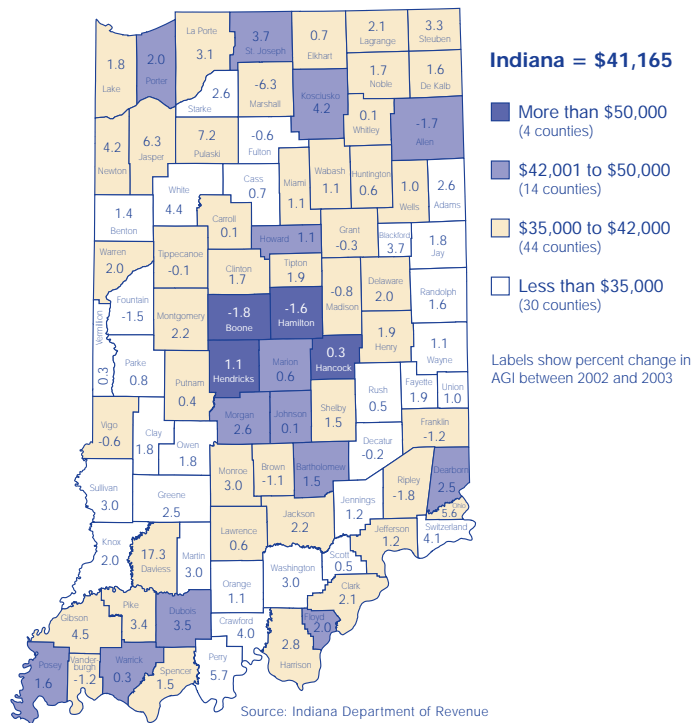 Indiana = $41,165
More than $50,000
(4 counties)
$42,001 to $50,000
(14 counties)
$35,000 to $42,000
(44 counties)
Less than $35,000
(30 counties)
Labels show percent change in
AGI between 2002 and 2003
1.8
Lake
2.0
Porter
La Porte
3.1
3.7
St. Joseph
0.7
Elkhart
2.1
Lagrange
3.3
Steuben
2.6
Starke
-6.3
Marshall
Kosciusko
4.2
1.7
Noble
1.6
De Kalb
0.1
Whitley
-1.7
Allen
4.2
Newton
6.3
Jasper
7.2
Pulaski
-0.6
Fulton
White
4.4
Cass
0.7
Miami
1.1
Wabash
1.1
Huntington
0.6
1.0
Wells
2.6
Adams
1.4
Benton
Carroll
0.1
Howard 1.1
Grant
-0.3
Blackford
3.7
1.8
Jay
Warren
2.0
Tippecanoe
-0.1
Clinton
1.7
Tipton
1.9
-0.8
Madison
Delaware
2.0
Randolph
1.6
Fountain
-1.5
Montgomery
2.2
-1.8
Boone
-1.6
Hamilton
1.9
Henry
1.1
Wayne
Vermillion
0.3
Parke
0.8
Putnam
0.4
1.1
Hendricks
Marion
0.6
0.3
Hancock
Rush
0.5
Fayette
1.9
Union
1.0
Vigo
-0.6
Clay
1.8
Owen
1.8
Morgan
2.6
Johnson
0.1
Shelby
1.5
Decatur
-0.2
Franklin
-1.2
Sullivan
3.0
Greene
2.5
Monroe
3.0
Brown
-1.1
Bartholomew
1.5
Jennings
1.2
Ripley
-1.8
Dearborn
2.5
Ohio
5.6
Switzerland
4.1
Jefferson
1.2
Jackson
2.2
Lawrence
0.6
Knox
2.0
17.3
Daviess
Martin
3.0
Orange
1.1
Washington
3.0
Scott
0.5
Clark
2.1
Floyd
2.0
2.8
Harrison
Crawford
4.0
Gibson
4.5
Pike
3.4
Dubois
3.5
Perry
5.7
Posey
1.6
Vander-
burgh
-1.2
Warrick
0.3
Spencer
1.5
Source: Indiana Department of Revenue